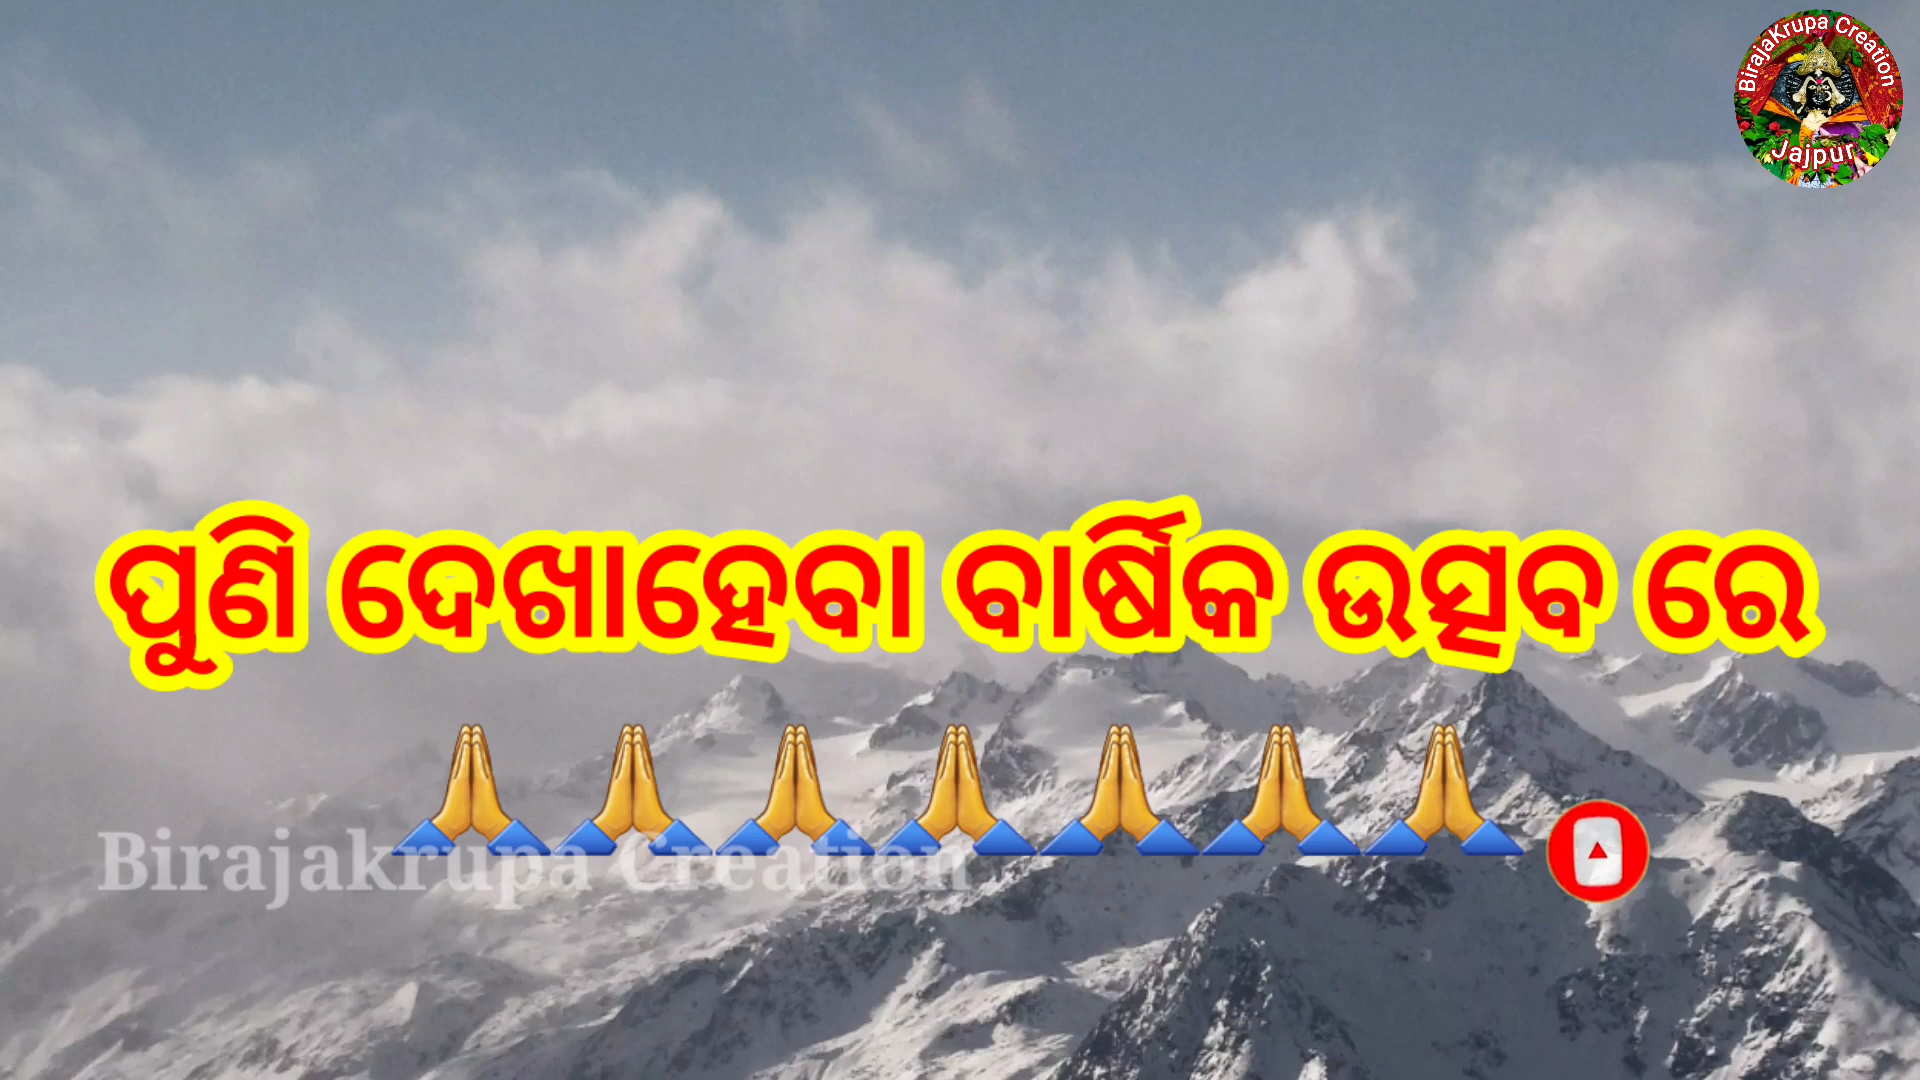 BirajaKrupa Creation
Jajpur
ପୁଣି ଦେଖାହେବା ବାର୍ଷିକ ଉତ୍ସବ ରେ
🙏🙏🙏🙏🙏🙏🙏
Birajakrupa Creation